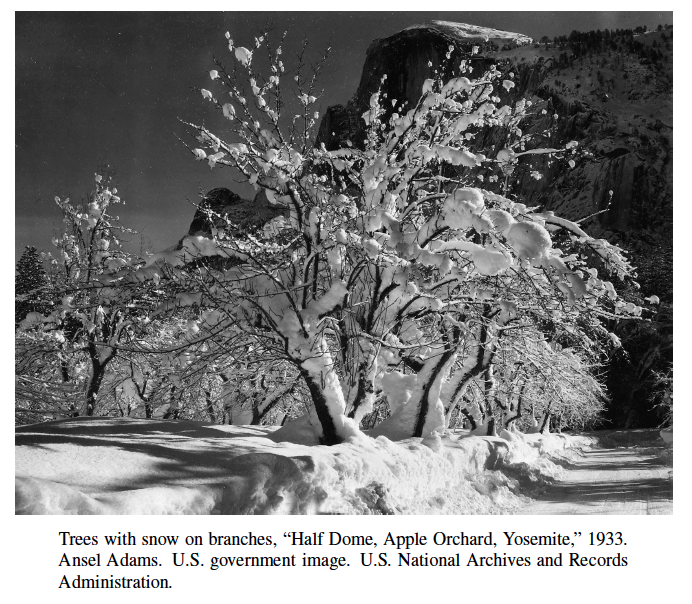 Trees with snow on branches, “Half Dome, Apple Orchard, Yosemite,” 1933.
Ansel Adams. U.S. government image. U.S. National Archives and Records
Administration.